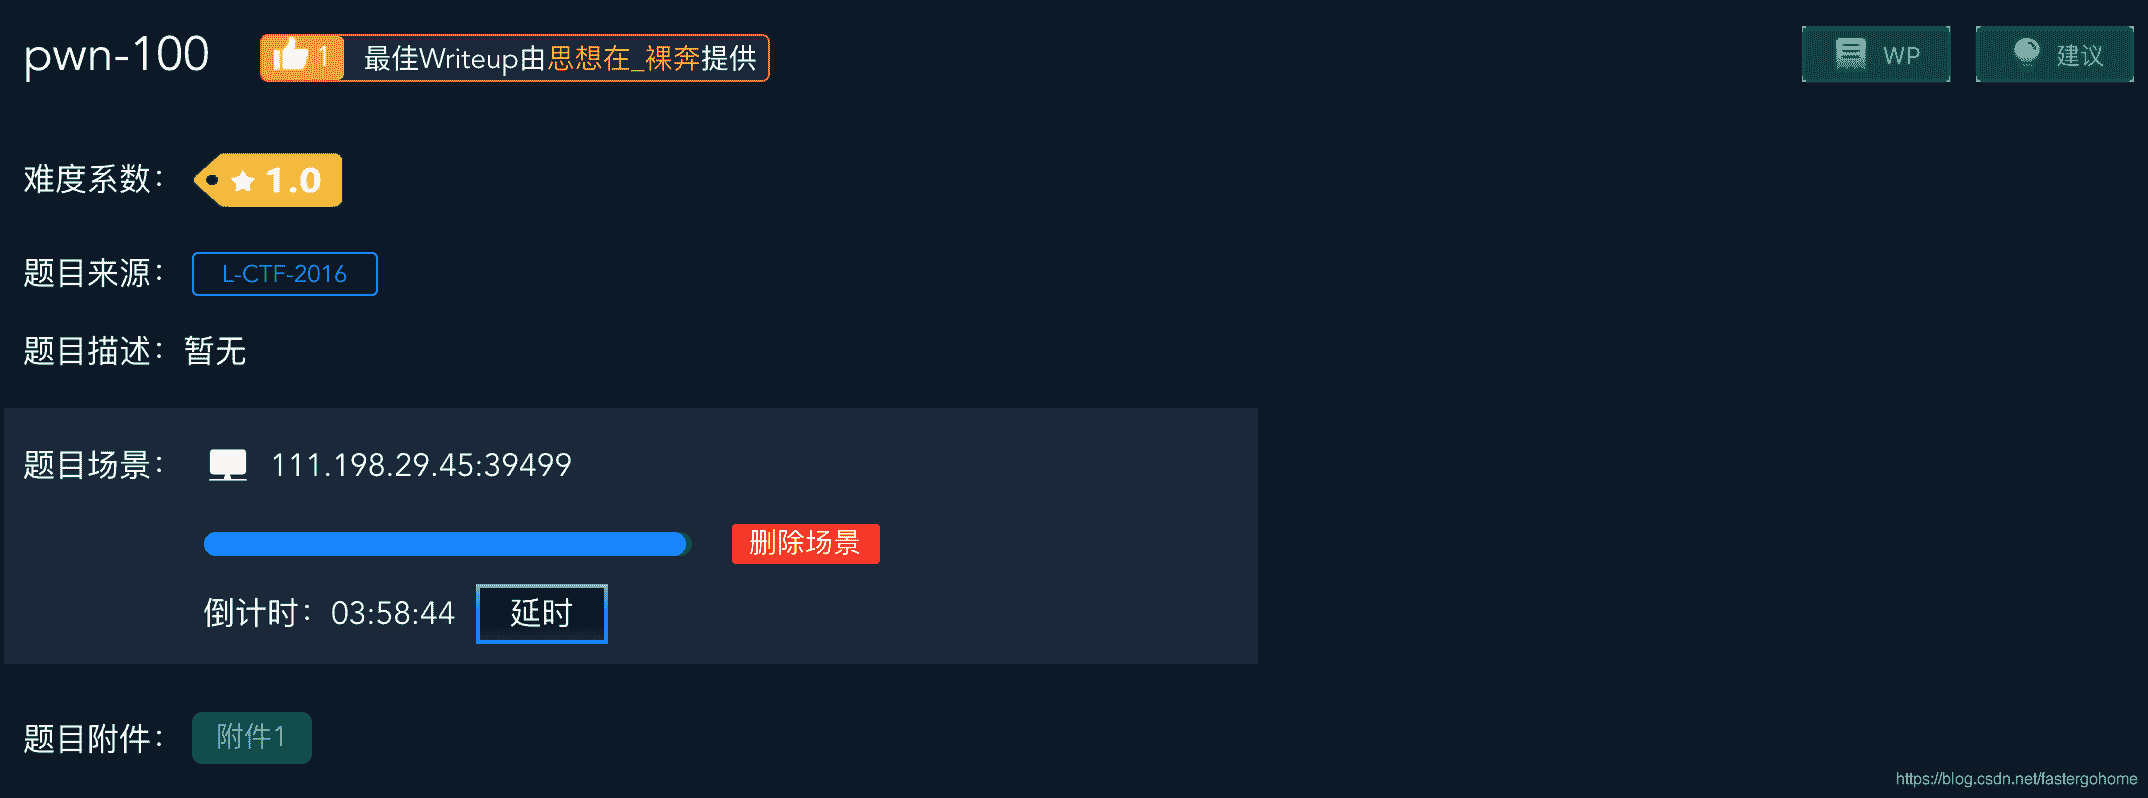 pwn-100 1 最佳Writeup由思想在_裸奔提供 WP 建议
难度系数： 1.0
题目来源： L-CTF-2016
题目描述：暂无
题目场景： 111.198.29.45:39499
删除场景
倒计时：03:58:44 延时
题目附件： 附件1
https://blog.csdn.net/fastergohome